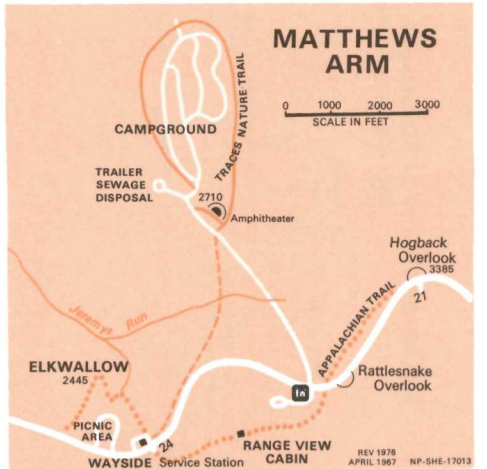 MATTHEWS
ARM
0 1000 2000 3000
SCALE IN FEET
TRACES NATURE TRAIL
CAMPGROUND
TRAILER
SEWAGE
DISPOSAL
2710
Amphitheater
Hogback
Overlook
3385
21
APPALACHIAN TRAIL
Jeremys Run
ELKWALLOW
2445
Rattlesnake
Overlook
in
PICNIC
AREA
24
WAYSIDE Service Station
RANGE VIEW
CABIN
REV 1976
APRIL 1967 NP-SHE-17013